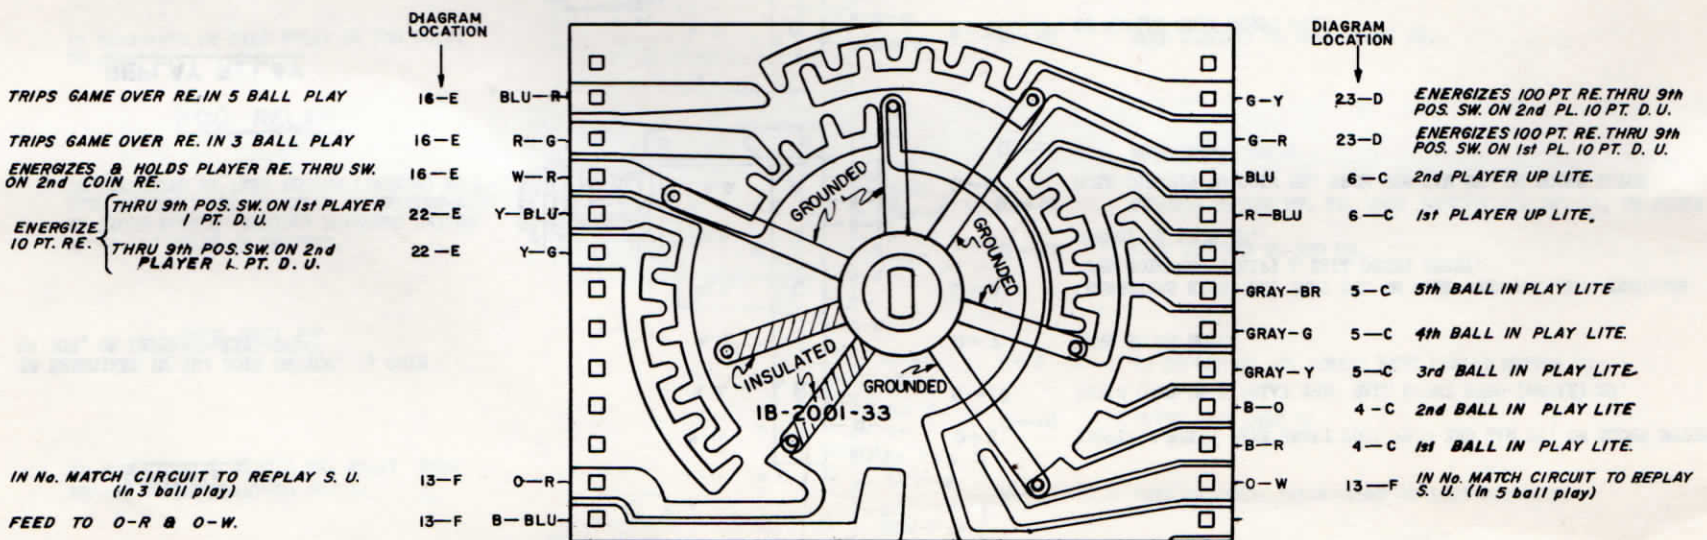 DIAGRAM
LOCATION
TRIPS GAME OVER RE. IN 5 BALL PLAY 16-E BLU-R
TRIPS GAME OVER RE. IN 3 BALL PLAY 16-E R-G
ENERGIZES & HOLDS PLAYER RE. THRU SW.
ON 2nd COIN RE. 16-E W-R
ENERGIZE
10 PT. RE.
THRU 9th POS. SW. ON 1st PLAYER
1 PT. D. U. 22-E Y-BLU
THRU 9th POS. SW. ON 2nd
PLAYER 1. PT. D. U. 22-E Y-G
IN No. MATCH CIRCUIT TO REPLAY S. U.
(In 3 ball play) 13-F O-R
FEED TO O-R & O-W. 13-F B-BLU
GROUNDED
GROUNDED
INSULATED
GROUNDED
1B-2001-33
DIAGRAM
LOCATION
G-Y 23-D ENERGIZES 100 PT. RE. THRU 9th
POS. SW. ON 2nd PL. 10 PT. D. U.
G-R 23-D ENERGIZES 100 PT. RE. THRU 9th
POS. SW. ON 1st PL. 10 PT. D. U.
BLU 6-C 2nd PLAYER UP LITE.
R-BLU 6-C 1st PLAYER UP LITE.
GRAY-BR 5-C 5th BALL IN PLAY LITE
GRAY-G 5-C 4th BALL IN PLAY LITE.
GRAY-Y 5-C 3rd BALL IN PLAY LITE.
B-O 4-C 2nd BALL IN PLAY LITE
B-R 4-C 1st BALL IN PLAY LITE.
O-W 13-F IN No. MATCH CIRCUIT TO REPLAY
S. U. (In 5 ball play)